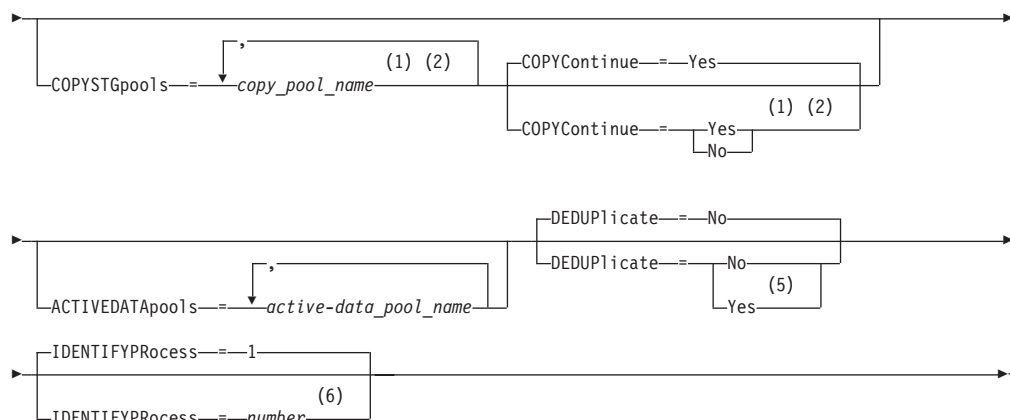 ,
(1) (2)
COPYContinue = Yes
COPYSTGpools = copy_pool_name
(1) (2)
COPYContinue = Yes
No
DEDUPlicate = No
,
DEDUPlicate = No
(5)
ACTIVEDATApools = active-data_pool_name
Yes
IDENTIFYPRocess = 1
(6)
IDENTIFYPRocess = number